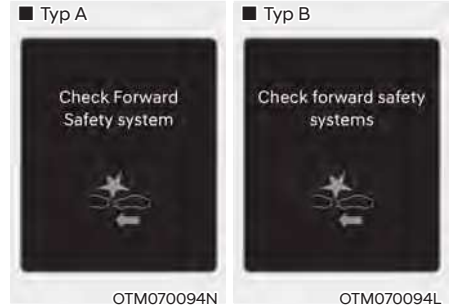 ■ Typ A
Check Forward
Safety system
OTM070094N
■ Typ B
Check forward safety
systems
OTM070094L